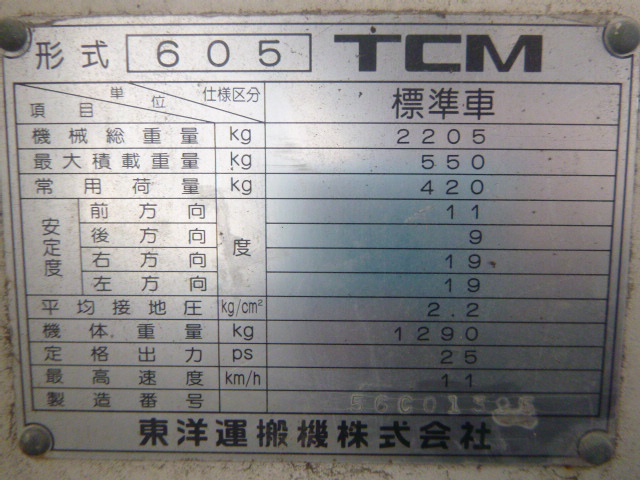 形式 605 TCM
項目 単位 仕様区分 標準車
機械総重量 kg 2205
最大積載重量 kg 550
常用荷重 kg 420
安定度 前方向 度 11
後方向 9
右方向 19
左方向 19
平均接地圧 kg/cm² 2.2
機体重量 kg 1290
定格出力 ps 25
最高速度 km/h 11
製造番号
東洋運搬機株式会社